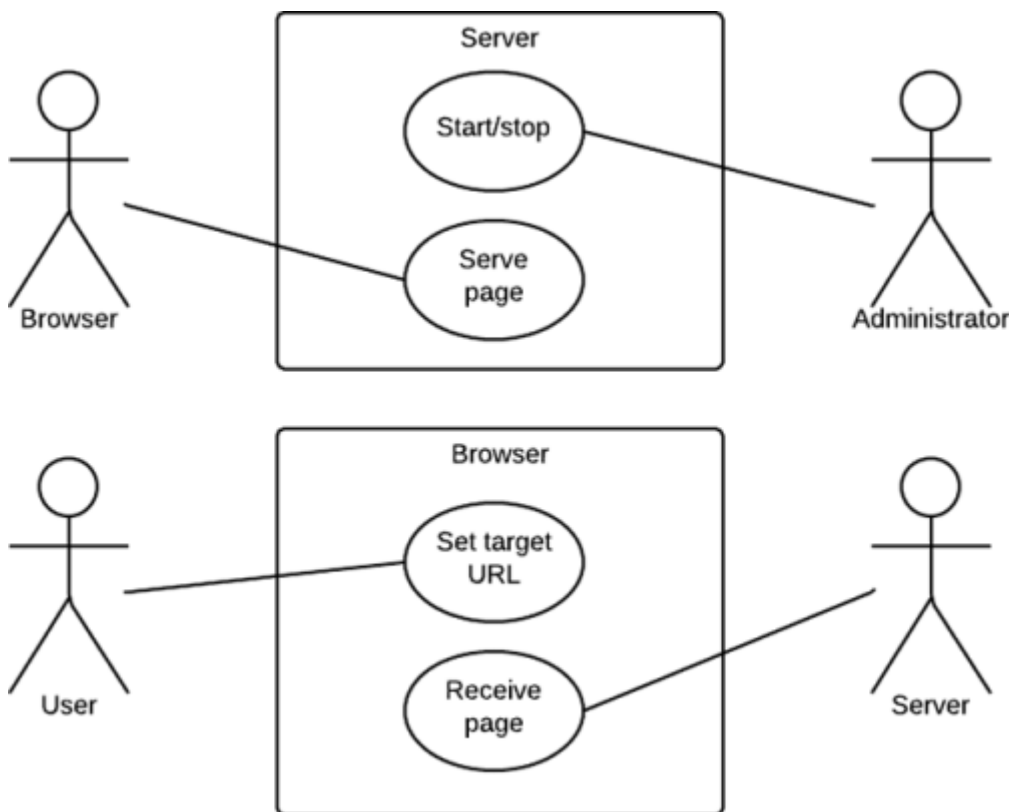 Server
Start/stop
Serve
page
Browser
Administrator
Browser
Set target
URL
Receive
page
User
Server